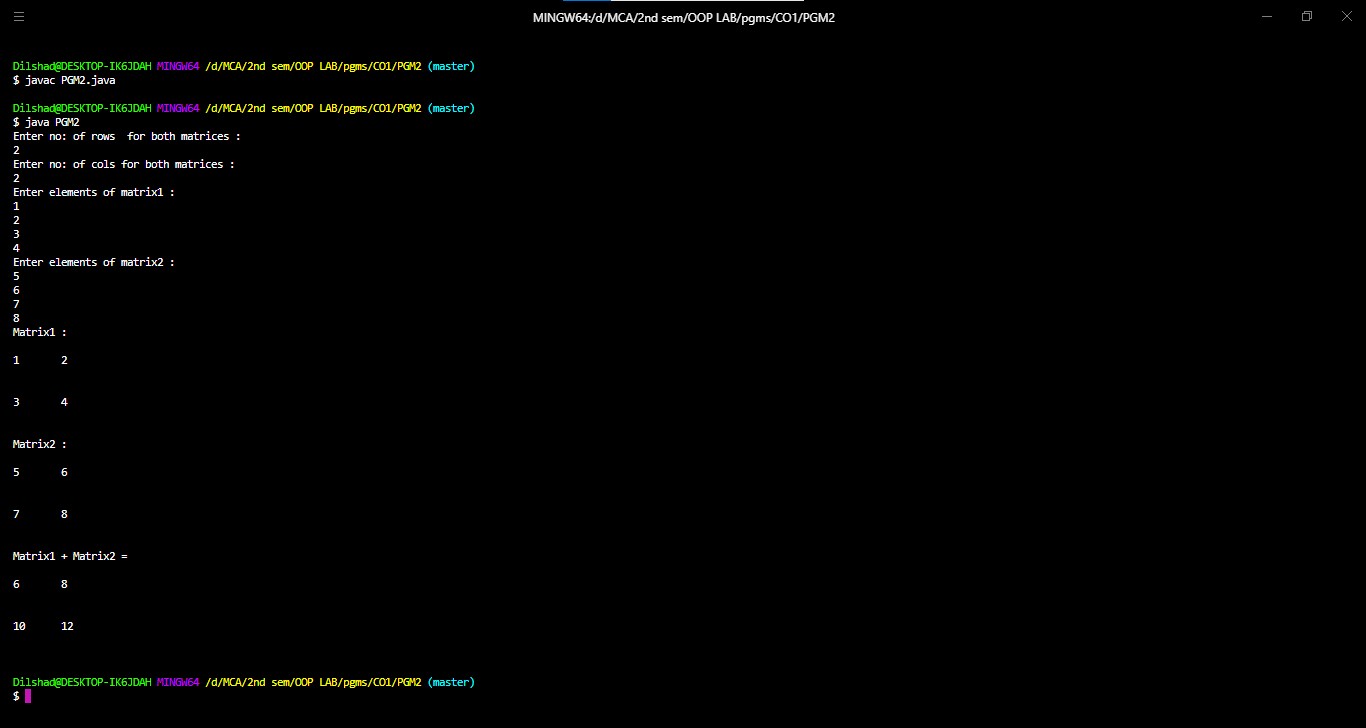 MINGW64:/d/MCA/2nd sem/OOP LAB/pgms/CO1/PGM2
Dilshad@DESKTOP-IK6JDAH MINGW64 /d/MCA/2nd sem/OOP LAB/pgms/CO1/PGM2 (master)
$ javac PGM2.java
Dilshad@DESKTOP-IK6JDAH MINGW64 /d/MCA/2nd sem/OOP LAB/pgms/CO1/PGM2 (master)
$ java PGM2
Enter no: of rows  for both matrices :
2
Enter no: of cols for both matrices :
2
Enter elements of matrix1 :
1
2
3
4
Enter elements of matrix2 :
5
6
7
8
Matrix1 :
1       2
3       4
Matrix2 :
5       6
7       8
Matrix1 + Matrix2 =
6       8
10      12
Dilshad@DESKTOP-IK6JDAH MINGW64 /d/MCA/2nd sem/OOP LAB/pgms/CO1/PGM2 (master)
$